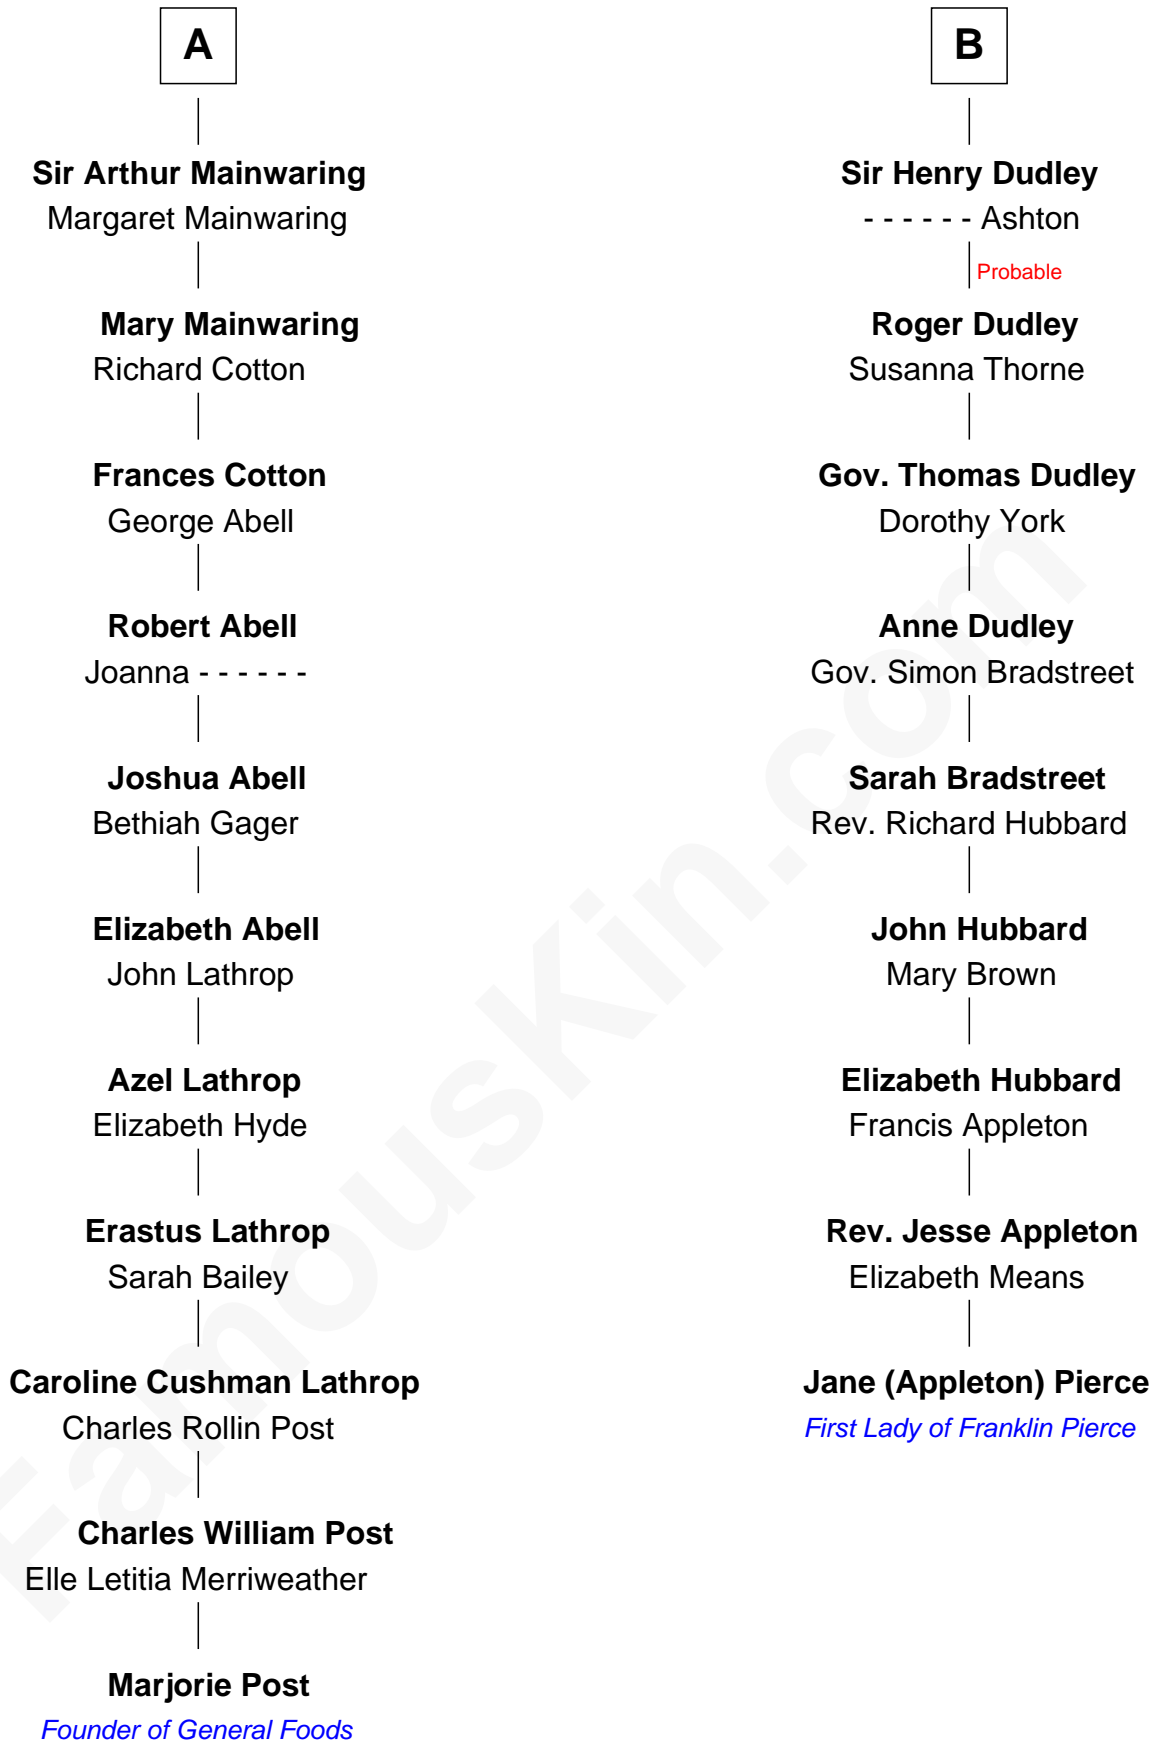 A
Sir Arthur Mainwaring
Margaret Mainwaring
Mary Mainwaring
Richard Cotton
Frances Cotton
George Abell
Robert Abell
Joanna - - - - - -
Joshua Abell
Bethiah Gager
Elizabeth Abell
John Lathrop
Azel Lathrop
Elizabeth Hyde
Erastus Lathrop
Sarah Bailey
Caroline Cushman Lathrop
Charles Rollin Post
Charles William Post
Elle Letitia Merriweather
Marjorie Post
Founder of General Foods
B
Sir Henry Dudley
- - - - - - Ashton
Probable
Roger Dudley
Susanna Thorne
Gov. Thomas Dudley
Dorothy York
Anne Dudley
Gov. Simon Bradstreet
Sarah Bradstreet
Rev. Richard Hubbard
John Hubbard
Mary Brown
Elizabeth Hubbard
Francis Appleton
Rev. Jesse Appleton
Elizabeth Means
Jane (Appleton) Pierce
First Lady of Franklin Pierce
FamousKin.com